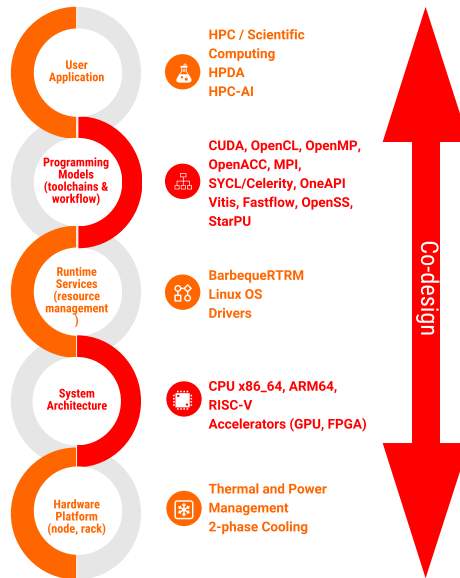 User
Application
HPC / Scientific
Computing
HPDA
HPC-AI
Programming
Models
(toolchains &
workflow)
CUDA, OpenCL, OpenMP,
OpenACC, MPI,
SYCL/Celerity, OneAPI
Vitis, Fastflow, OpenSS,
StarPU
Runtime
Services
(resource
management
)
BarbequeRTRM
Linux OS
Drivers
System
Architecture
CPU x86_64, ARM64,
RISC-V
Accelerators (GPU, FPGA)
Hardware
Platform
(node, rack)
Thermal and Power
Management
2-phase Cooling
Co-design